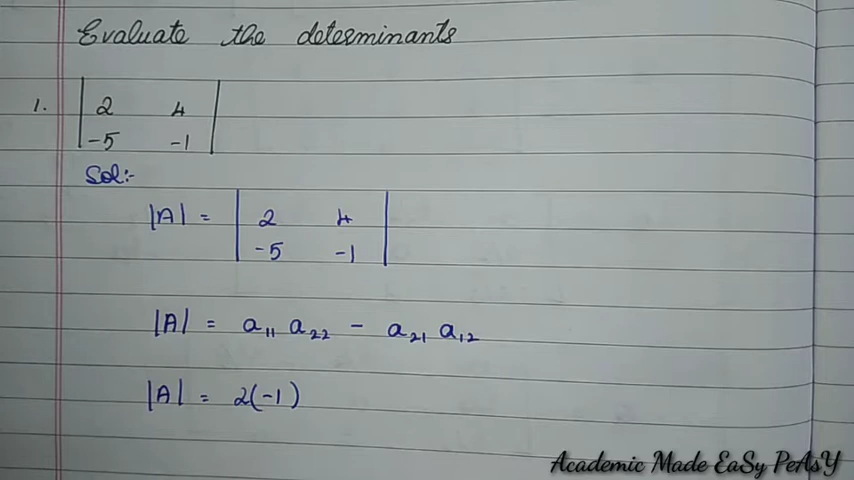 Evaluate the determinants
1. | 2 4 |
| -5 -1 |
Sol:-
|A| = | 2 4 |
| -5 -1 |
|A| = a₁₁ a₂₂ - a₂₁ a₁₂
|A| = 2(-1)
Academic Made EaSy PeAsY